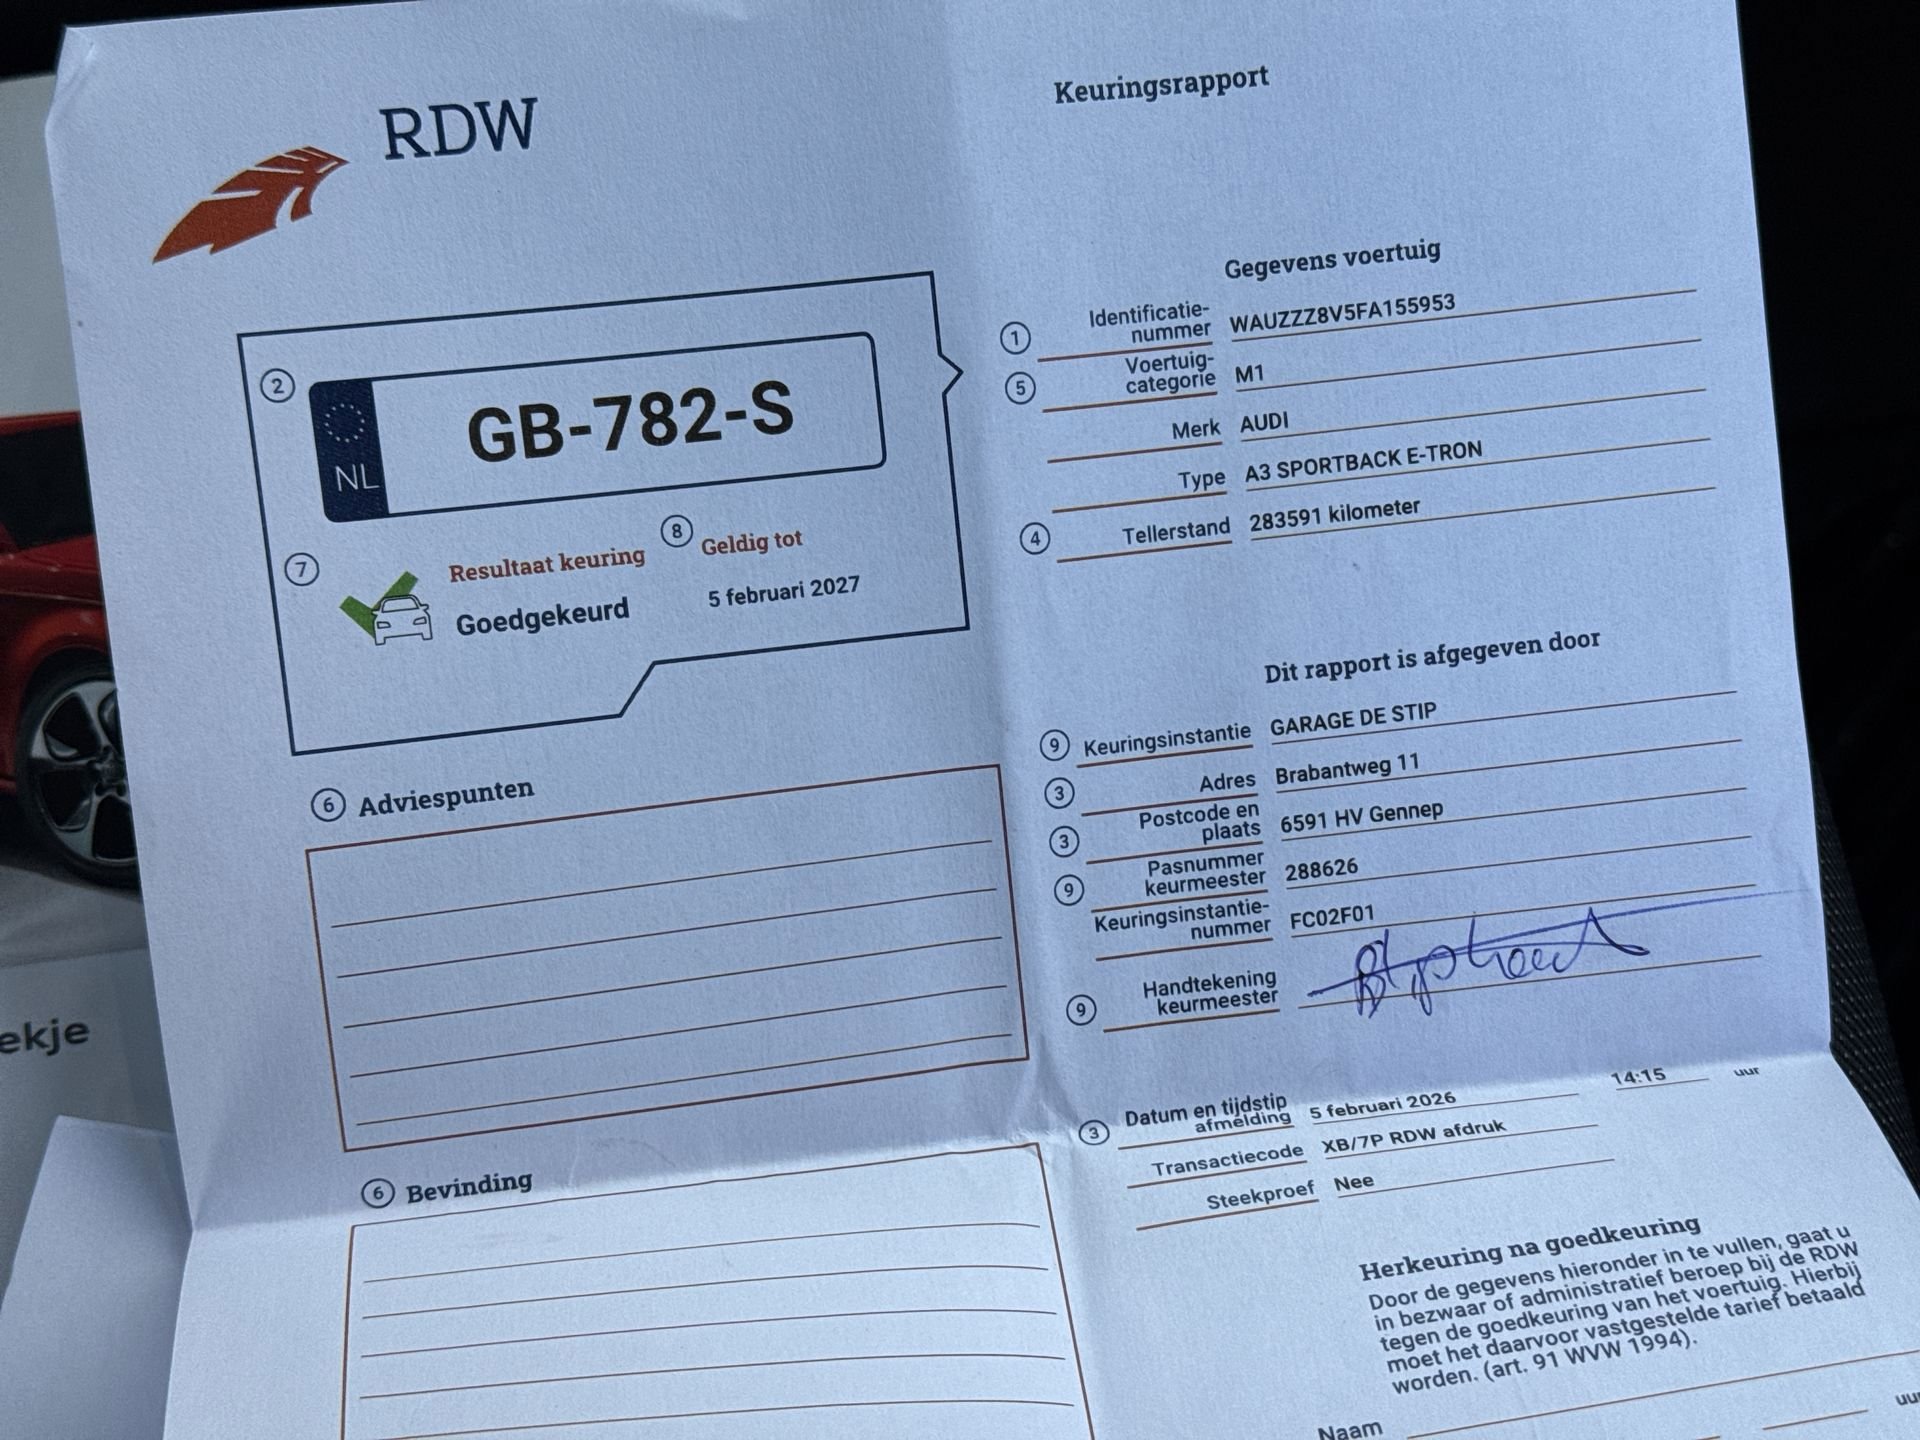 RDW
Keuringsrapport
2
NL
GB-782-S
7
Resultaat keuring
Goedgekeurd
8
Geldig tot
5 februari 2027
Gegevens voertuig
1
Identificatie-
nummer
WAUZZZ8V5FA155953
5
Voertuig-
categorie
M1
Merk
AUDI
Type
A3 SPORTBACK E-TRON
4
Tellerstand
283591 kilometer
Dit rapport is afgegeven door
9
Keuringsinstantie
GARAGE DE STIP
3
Adres
Brabantweg 11
3
Postcode en
plaats
6591 HV Gennep
9
Pasnummer
keurmeester
288626
Keuringsinstantie-
nummer
FC02F01
9
Handtekening
keurmeester
6
Adviespunten
6
Bevinding
3
Datum en tijdstip
afmelding
5 februari 2026
14:15
uur
Transactiecode
XB/7P RDW afdruk
Steekproef
Nee
Herkeuring na goedkeuring
Door de gegevens hieronder in te vullen, gaat u
in bezwaar of administratief beroep bij de RDW
tegen de goedkeuring van het voertuig. Hierbij
moet het daarvoor vastgestelde tarief betaald
worden. (art. 91 WVW 1994).
Naam
uur
ekje